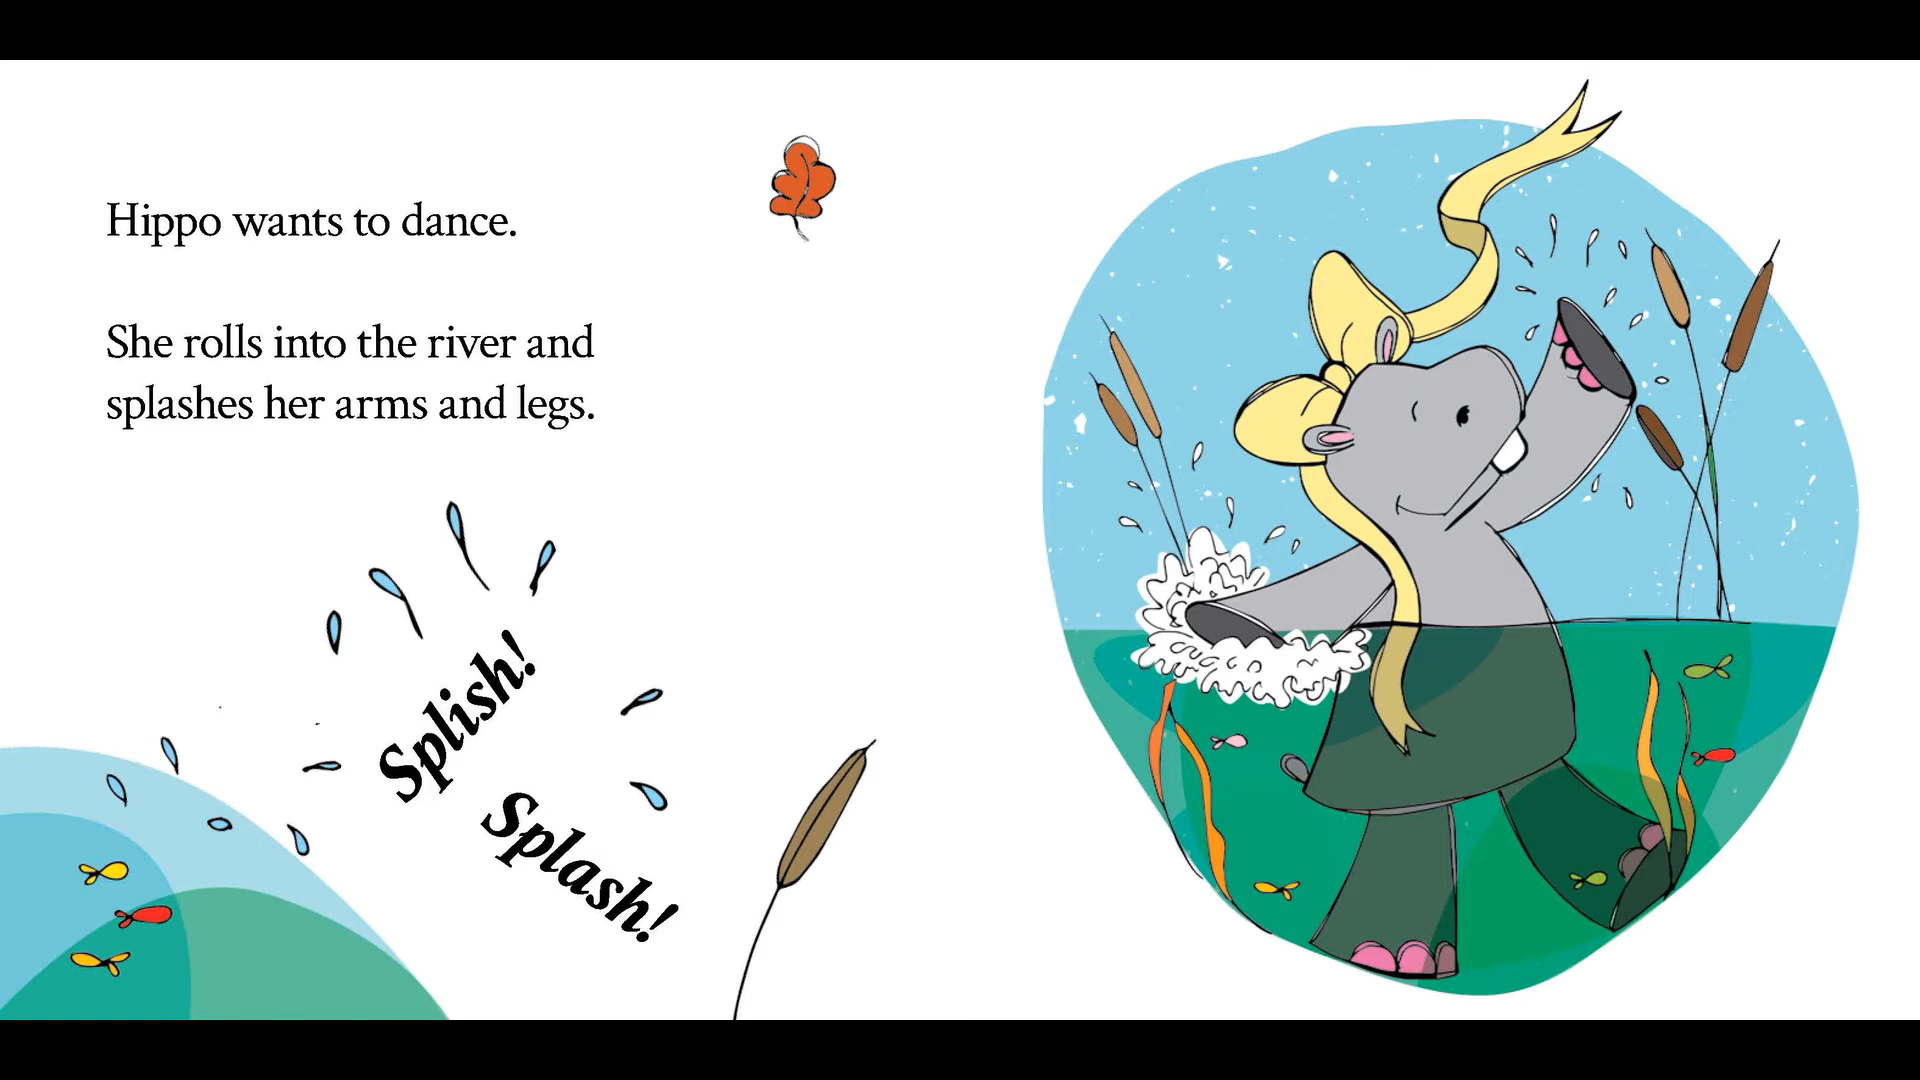 Hippo wants to dance.
She rolls into the river and
splashes her arms and legs.
Splish!
Splash!